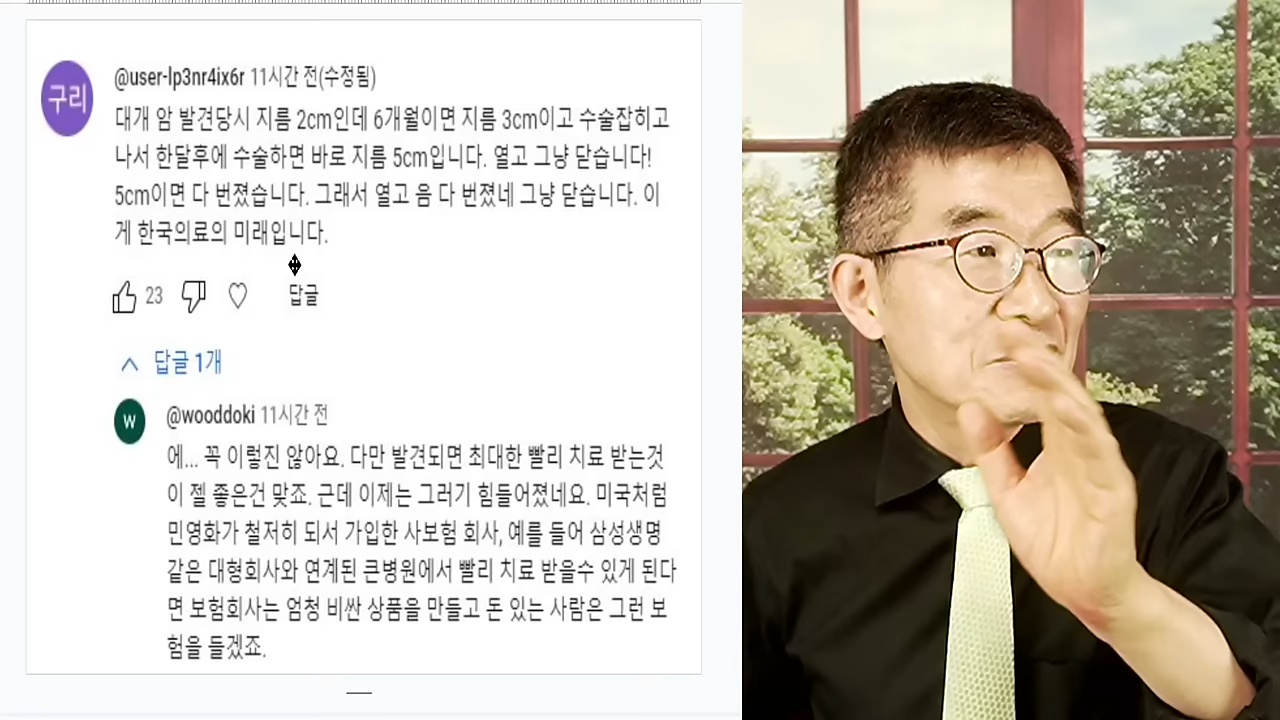 구리
@user-lp3nr4ix6r 11시간 전(수정됨)
대개 암 발견당시 지름 2cm인데 6개월이면 지름 3cm이고 수술잡히고
나서 한달후에 수술하면 바로 지름 5cm입니다. 열고 그냥 닫습니다!
5cm이면 다 번졌습니다. 그래서 열고 음 다 번졌네 그냥 닫습니다. 이
게 한국의료의 미래입니다.
23
답글
답글 1개
W
@wooddoki 11시간 전
에... 꼭 이렇진 않아요. 다만 발견되면 최대한 빨리 치료 받는것
이 젤 좋은건 맞죠. 근데 이제는 그러기 힘들어졌네요. 미국처럼
민영화가 철저히 되서 가입한 사보험 회사, 예를 들어 삼성생명
같은 대형회사와 연계된 큰병원에서 빨리 치료 받을수 있게 된다
면 보험회사는 엄청 비싼 상품을 만들고 돈 있는 사람은 그런 보
험을 들겠죠.